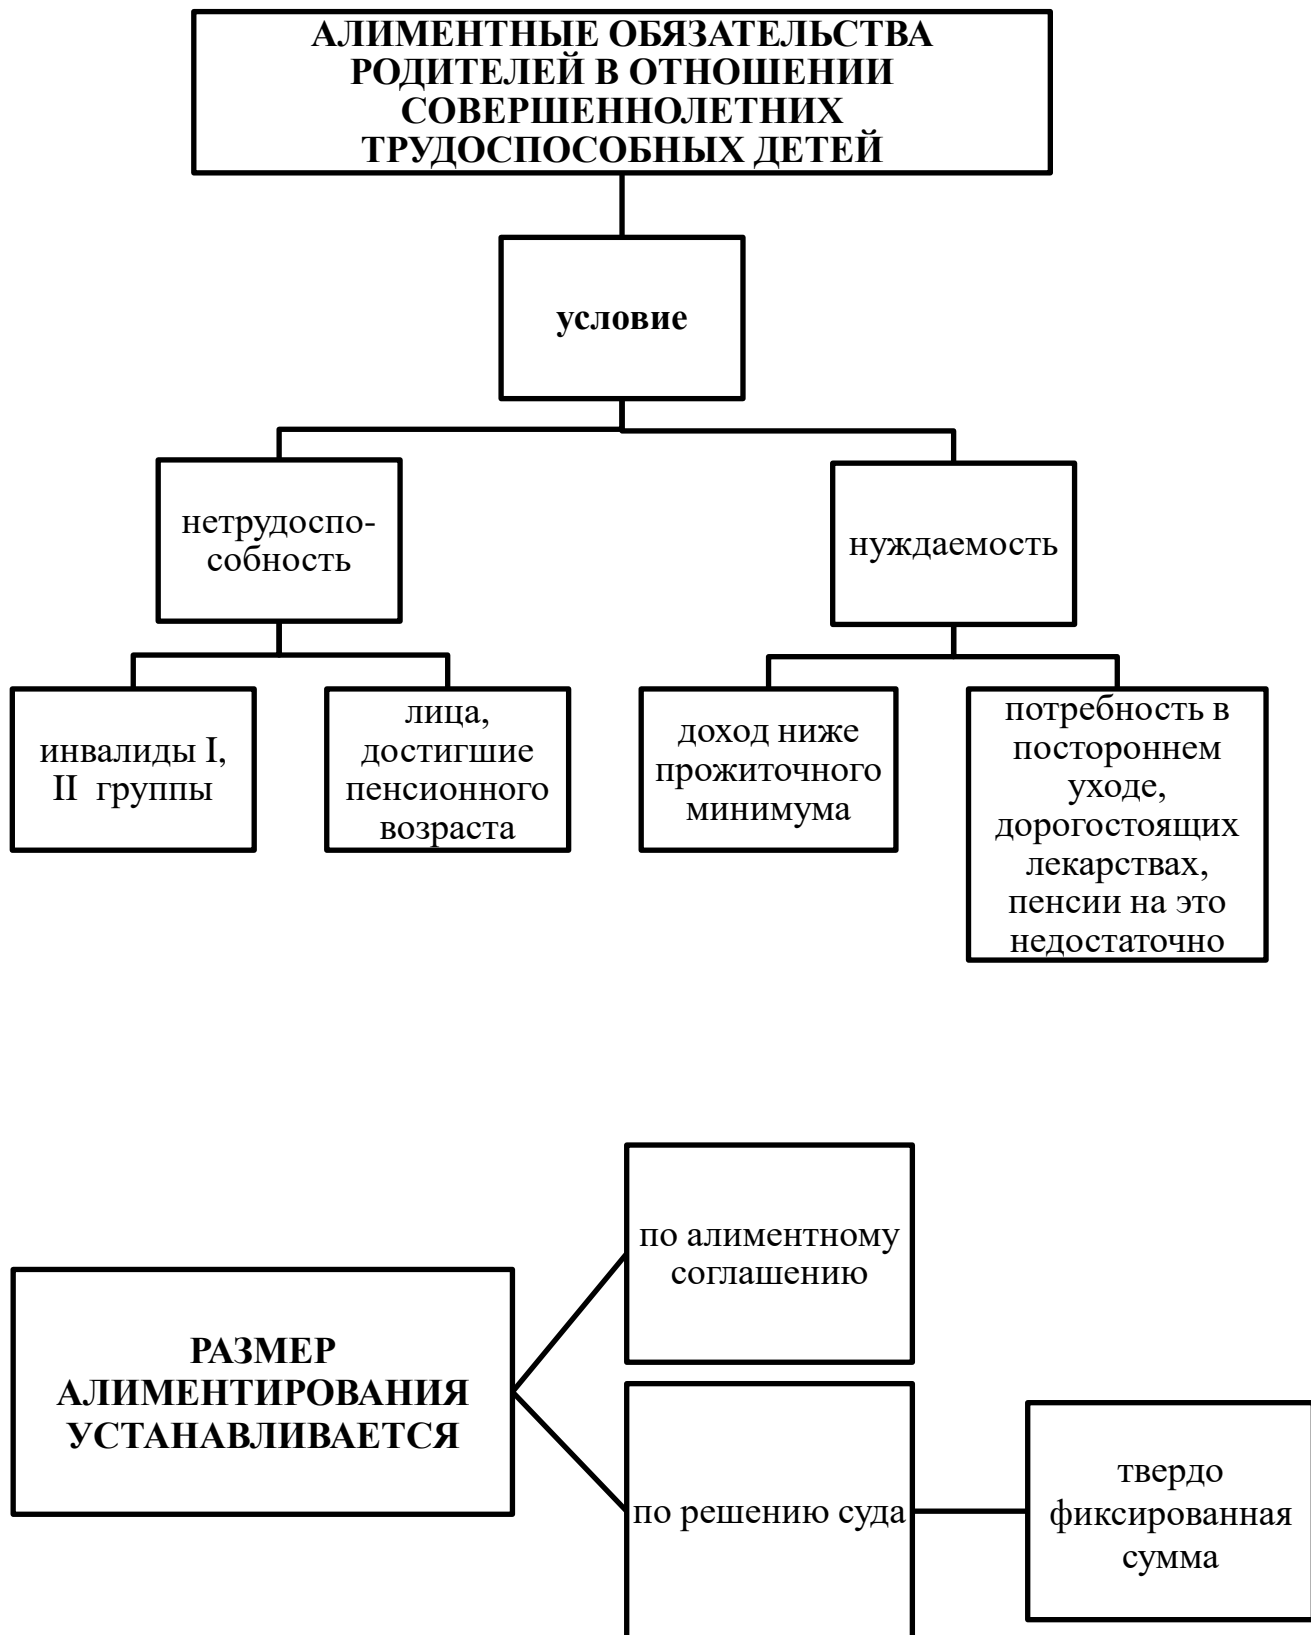 АЛИМЕНТНЫЕ ОБЯЗАТЕЛЬСТВА
РОДИТЕЛЕЙ В ОТНОШЕНИИ
СОВЕРШЕННОЛЕТНИХ
ТРУДОСПОСОБНЫХ ДЕТЕЙ
условие
нетрудоспо-
собность
нуждаемость
инвалиды I,
II группы
лица,
достигшие
пенсионного
возраста
доход ниже
прожиточного
минимума
потребность в
постороннем
уходе,
дорогостоящих
лекарствах,
пенсии на это
недостаточно
РАЗМЕР
АЛИМЕНТИРОВАНИЯ
УСТАНАВЛИВАЕТСЯ
по алиментному
соглашению
по решению суда
твердо
фиксированная
сумма